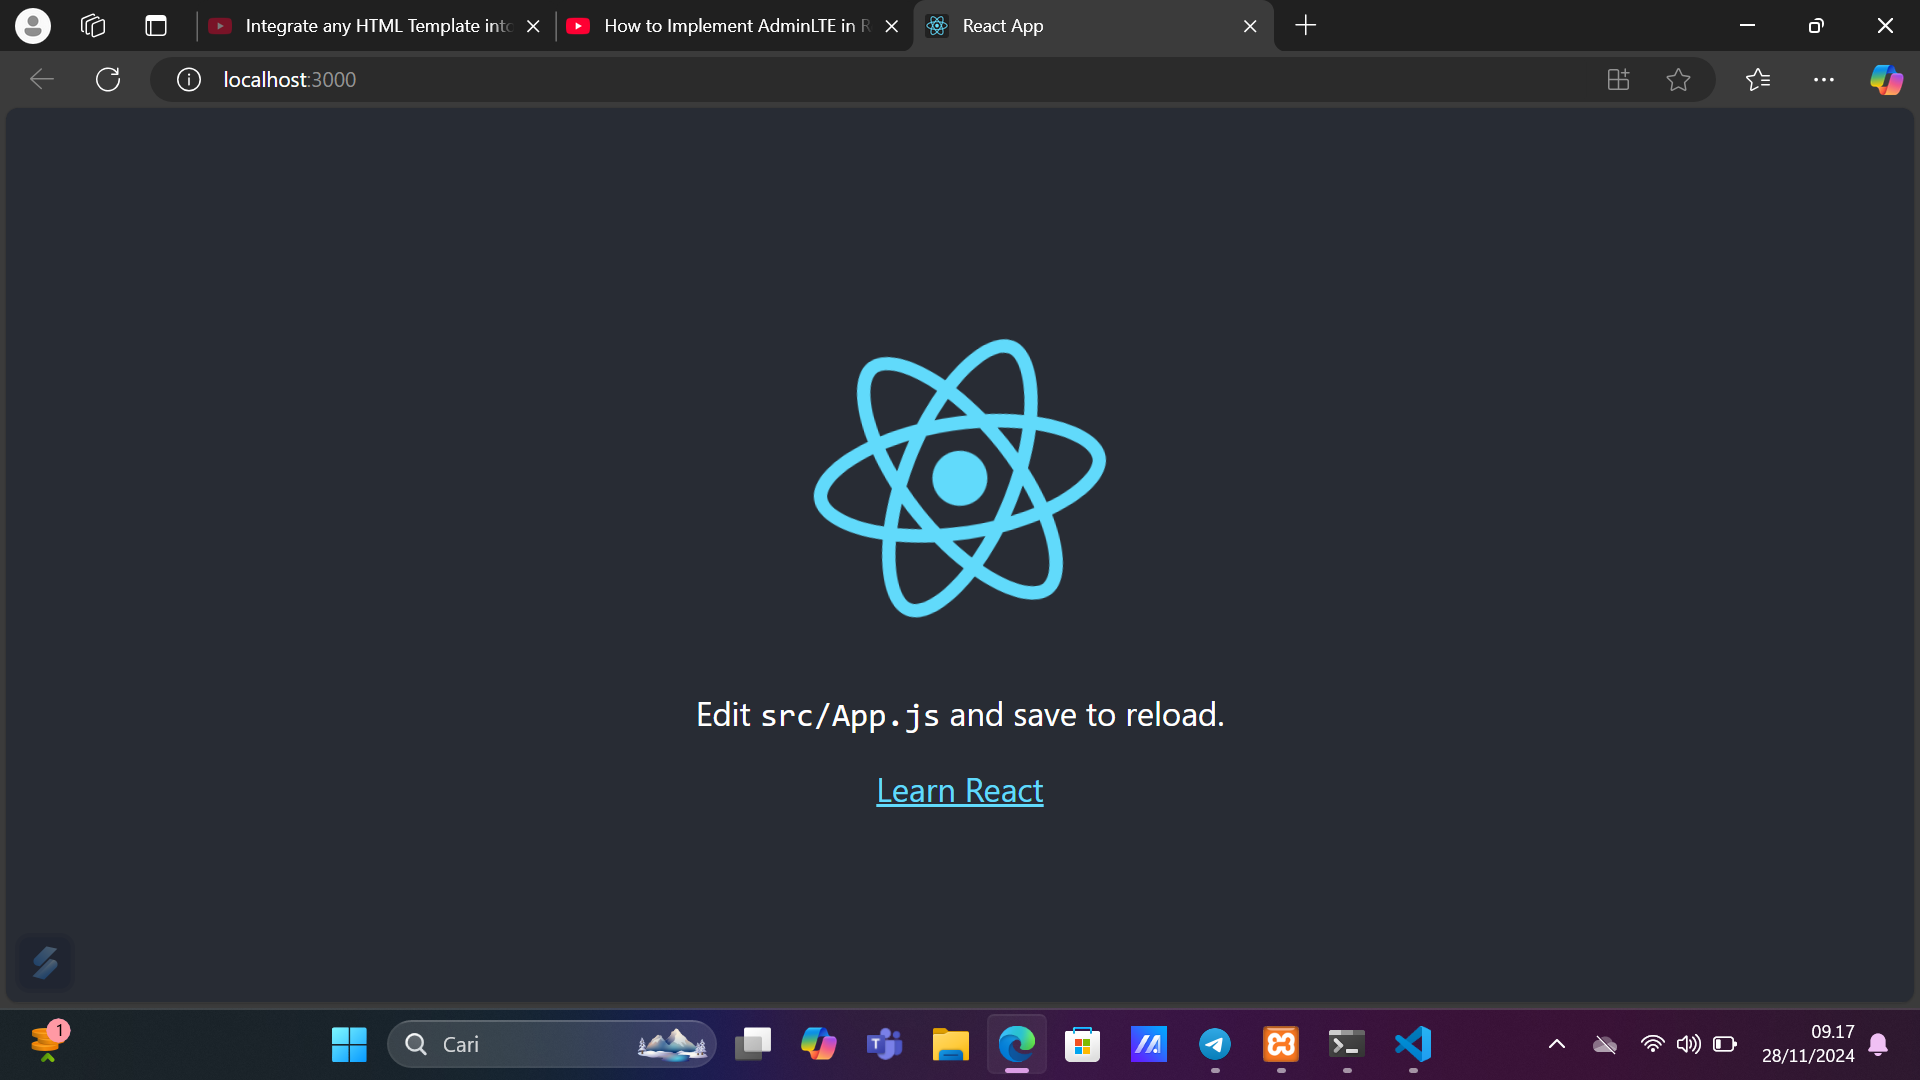 Integrate any HTML Template into
How to Implement AdminLTE in R
React App
localhost:3000
Edit src/App.js and save to reload.
Learn React
1
Cari
09.17
28/11/2024